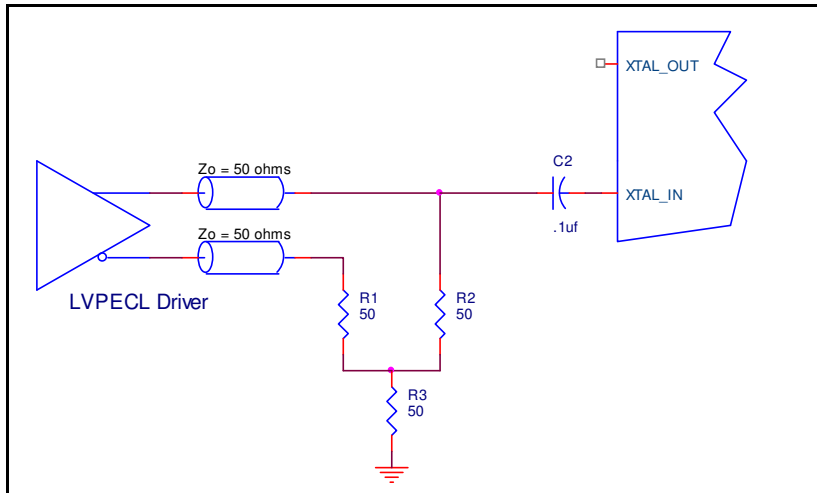 XTAL_OUT
Zo = 50 ohms
C2
XTAL_IN
.1uf
Zo = 50 ohms
LVPECL Driver
R1
50
R2
50
R3
50